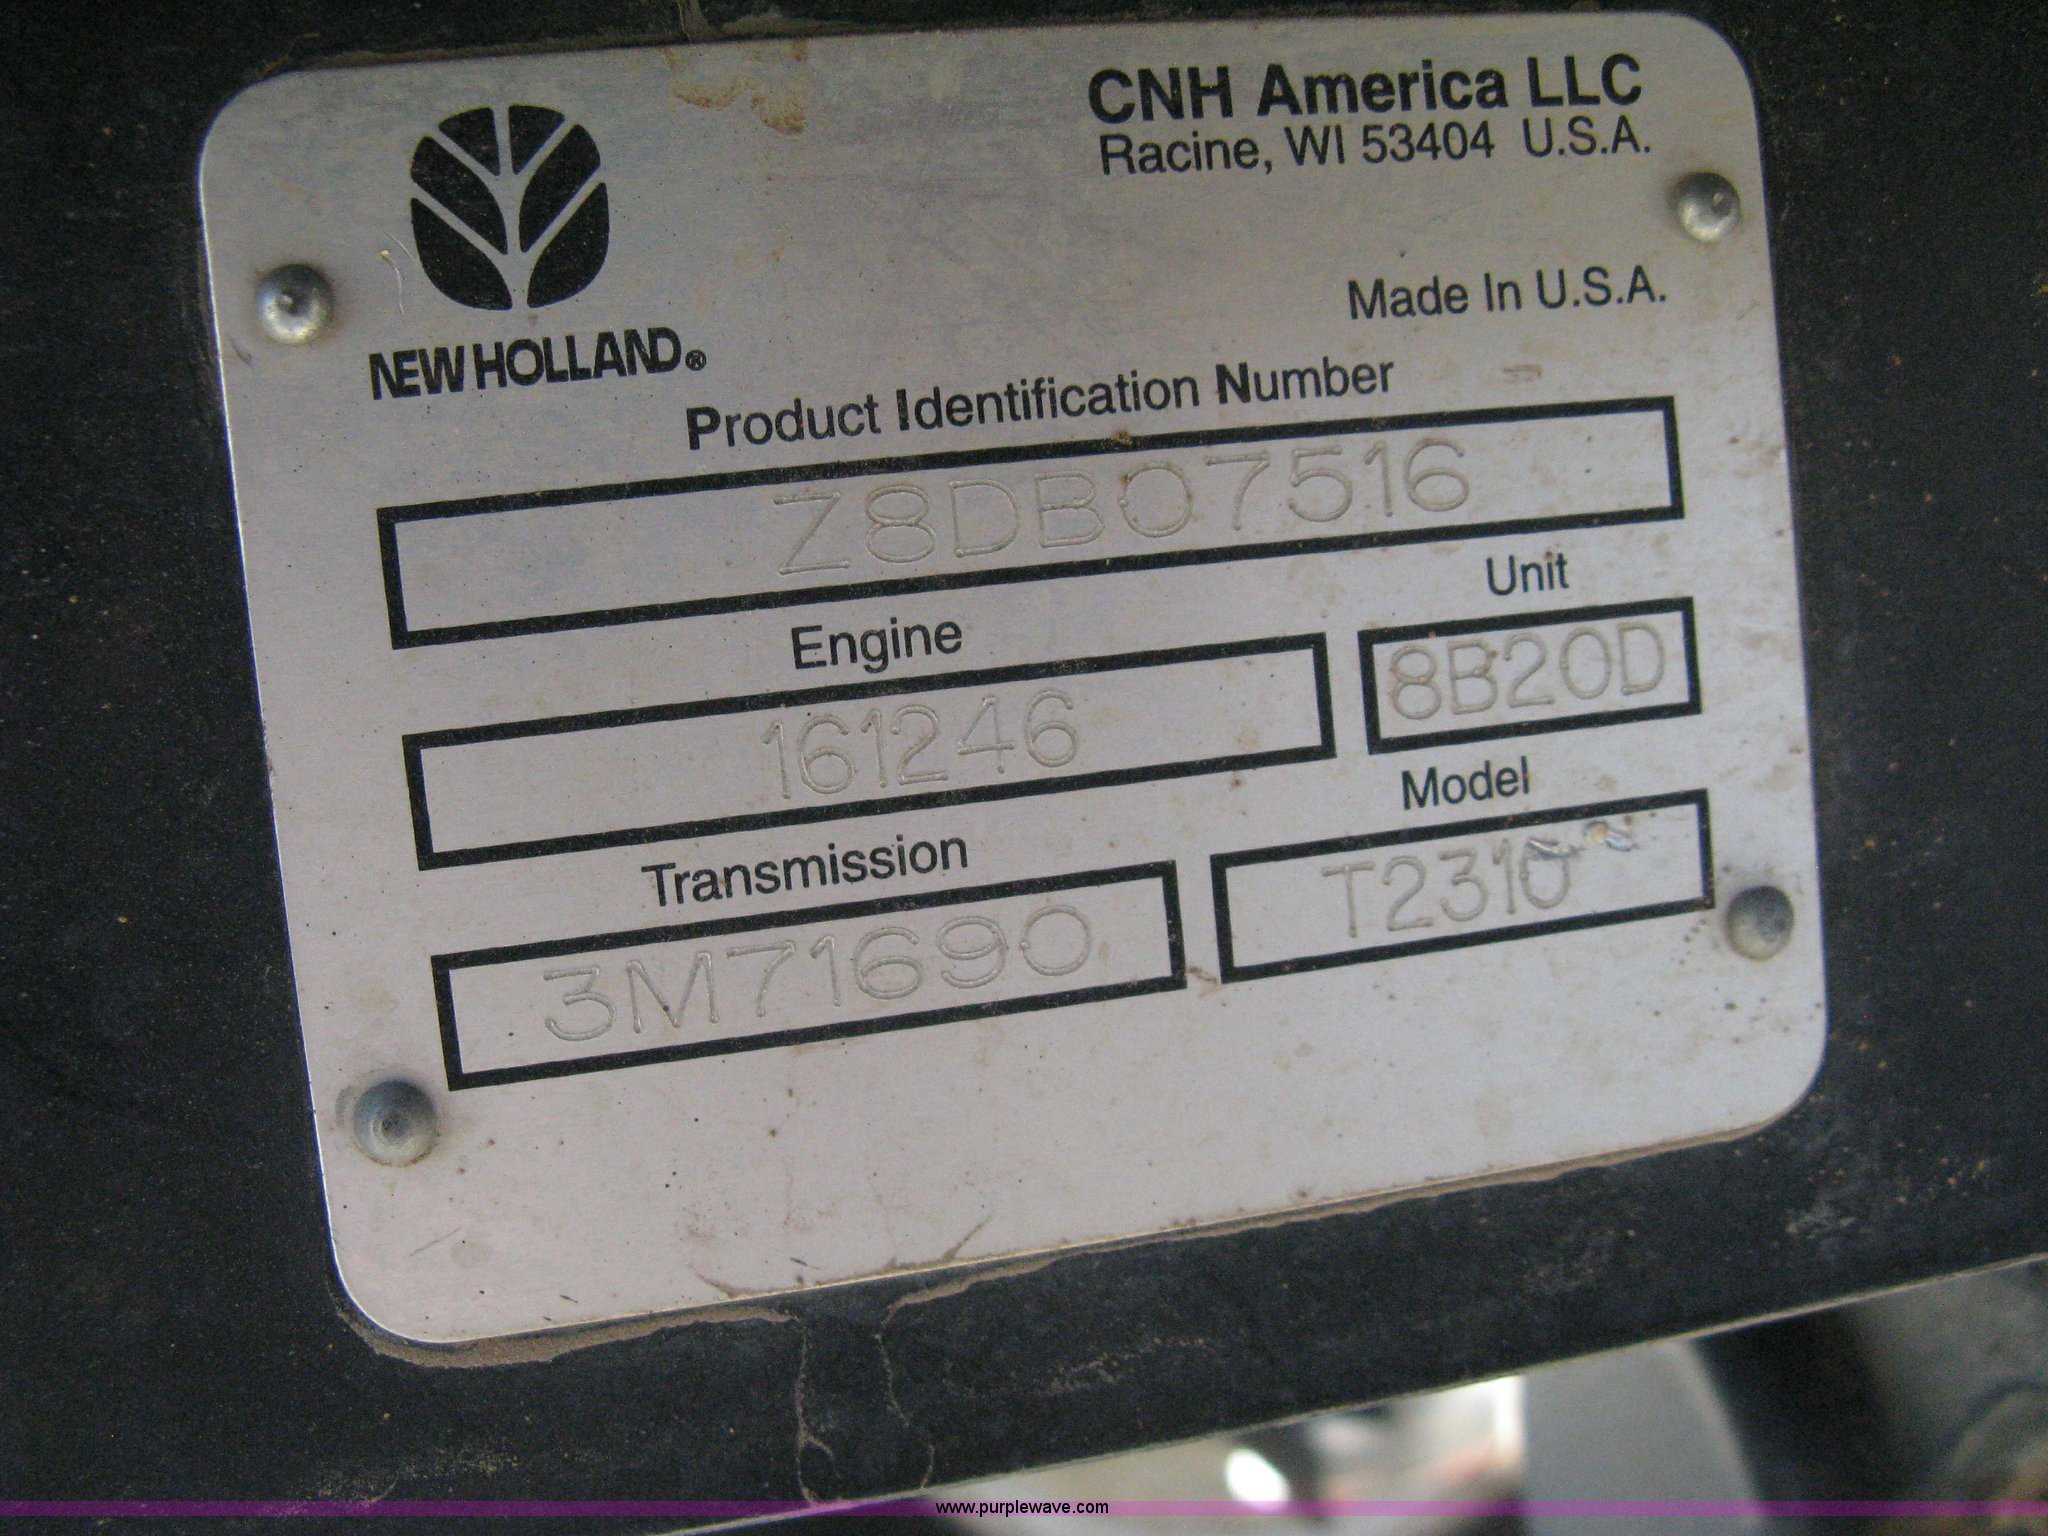 CNH America LLC
Racine, WI 53404 U.S.A.
Made In U.S.A.
NEW HOLLAND®
Product Identification Number
Z8DB07516
Engine
Unit
161246
8B20D
Transmission
Model
3M71690
T2310
www.purplewave.com